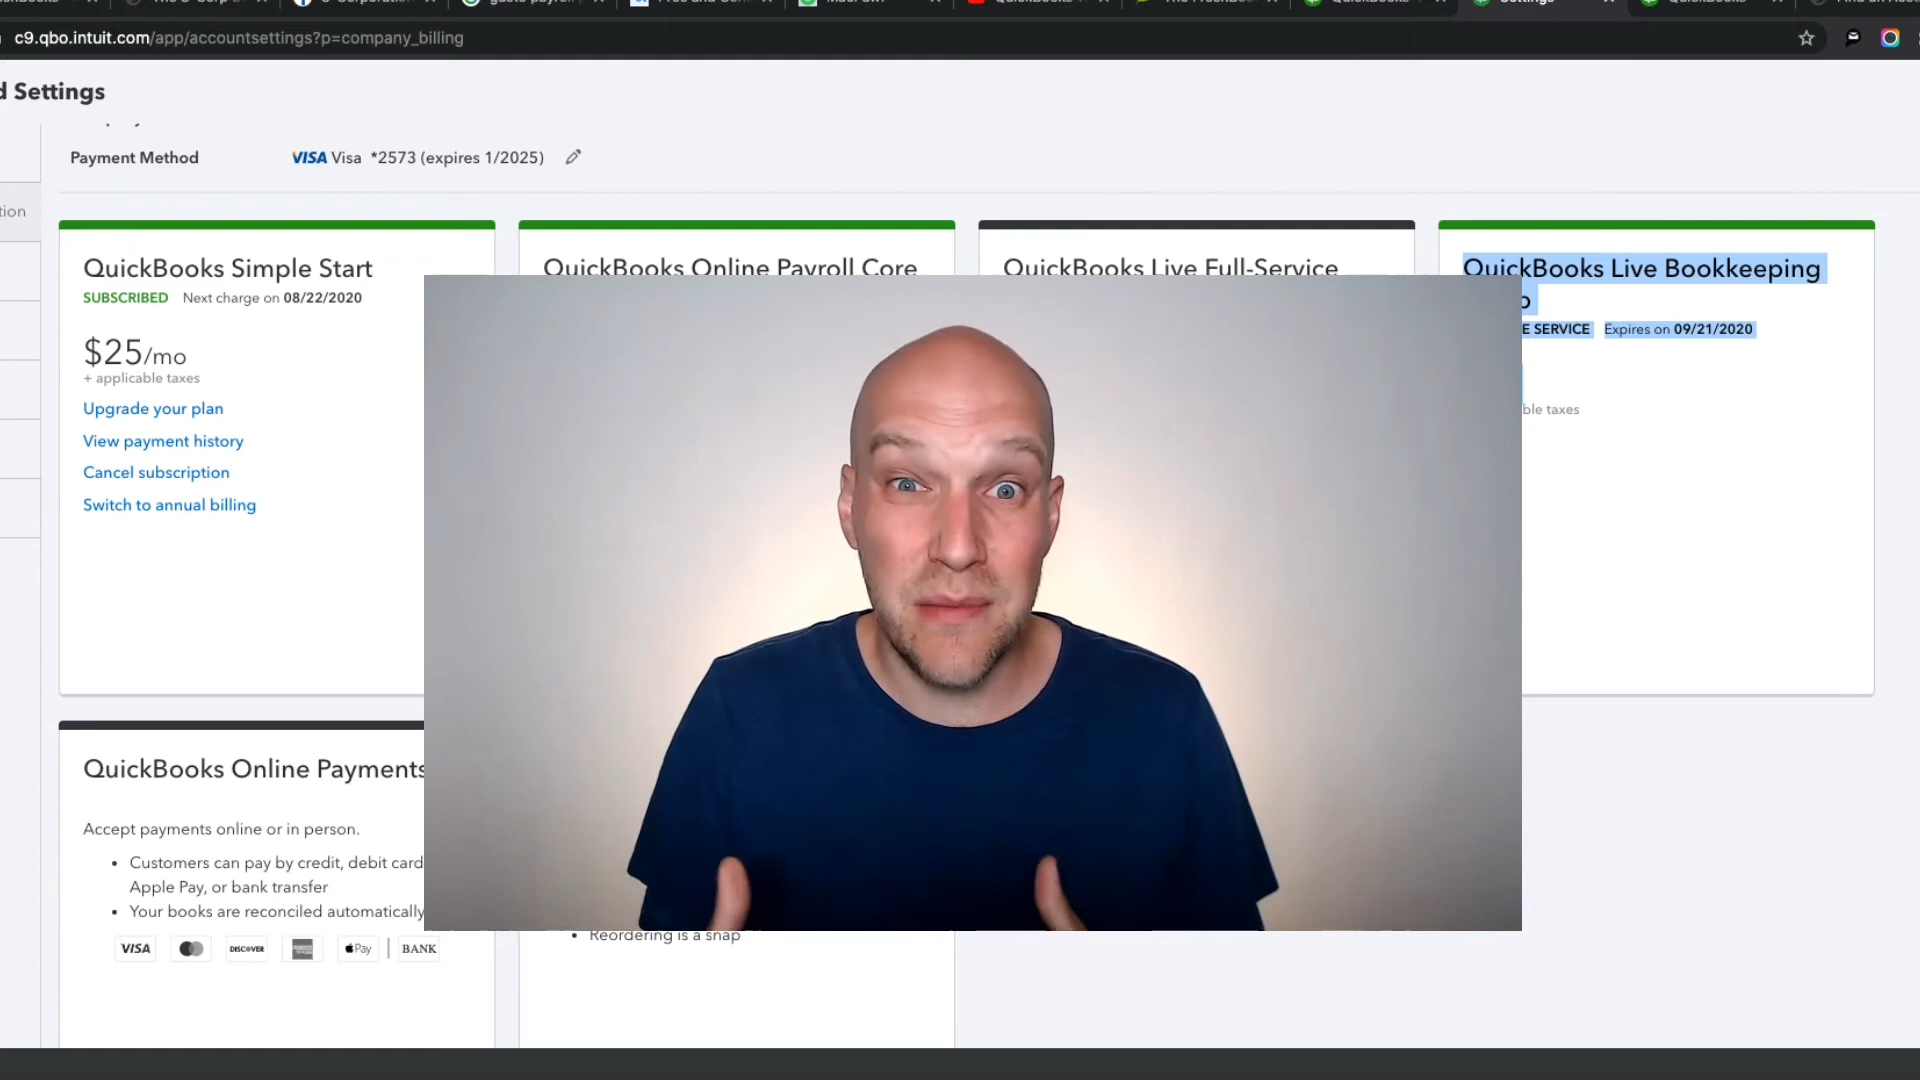 c9.qbo.intuit.com/app/accountsettings?p=company_billing
Settings
Payment Method
VISA Visa *2573 (expires 1/2025)
QuickBooks Simple Start
SUBSCRIBED Next charge on 08/22/2020
$25/mo
+ applicable taxes
Upgrade your plan
View payment history
Cancel subscription
Switch to annual billing
QuickBooks Online Payroll Core
QuickBooks Live Full-Service
QuickBooks Live Bookkeeping
SERVICE Expires on 09/21/2020
taxes
QuickBooks Online Payments
Accept payments online or in person.
• Customers can pay by credit, debit card
Apple Pay, or bank transfer
• Your books are reconciled automatically
VISA DISCOVER Pay BANK
• Reordering is a snap